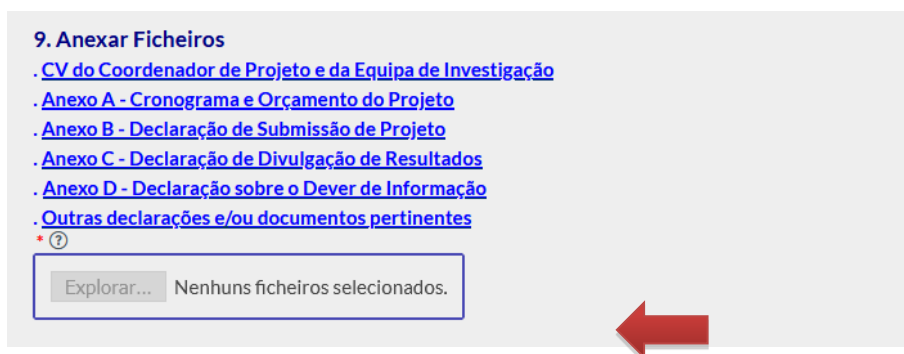 9. Anexar Ficheiros
. CV do Coordenador de Projeto e da Equipa de Investigação
. Anexo A - Cronograma e Orçamento do Projeto
. Anexo B - Declaração de Submissão de Projeto
. Anexo C - Declaração de Divulgação de Resultados
. Anexo D - Declaração sobre o Dever de Informação
. Outras declarações e/ou documentos pertinentes
* ?
Explorar... Nenhuns ficheiros selecionados.